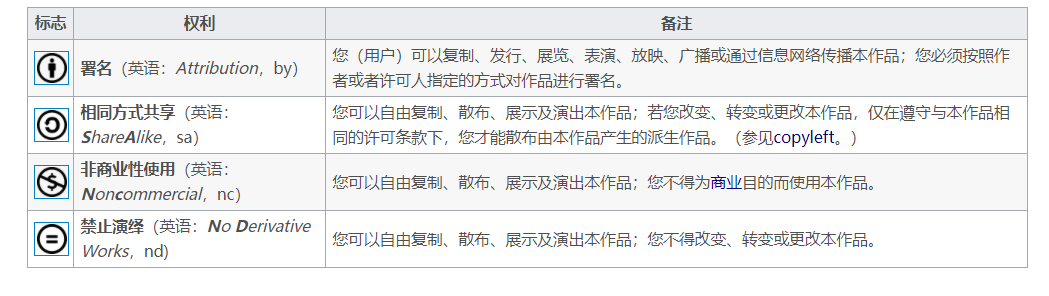 标志 权利 备注
署名（英语：Attribution，by） 您（用户）可以复制、发行、展览、表演、放映、广播或通过信息网络传播本作品；您必须按照作
者或者许可人指定的方式对作品进行署名。
相同方式共享（英语：
ShareAlike，sa）
您可以自由复制、散布、展示及演出本作品；若您改变、转变或更改本作品，仅在遵守与本作品相
同的许可条款下，您才能散布由本作品产生的派生作品。（参见copyleft。）
非商业性使用（英语：
Noncommercial，nc）
您可以自由复制、散布、展示及演出本作品；您不得为商业目的而使用本作品。
禁止演绎（英语：No Derivative
Works，nd）
您可以自由复制、散布、展示及演出本作品；您不得改变、转变或更改本作品。